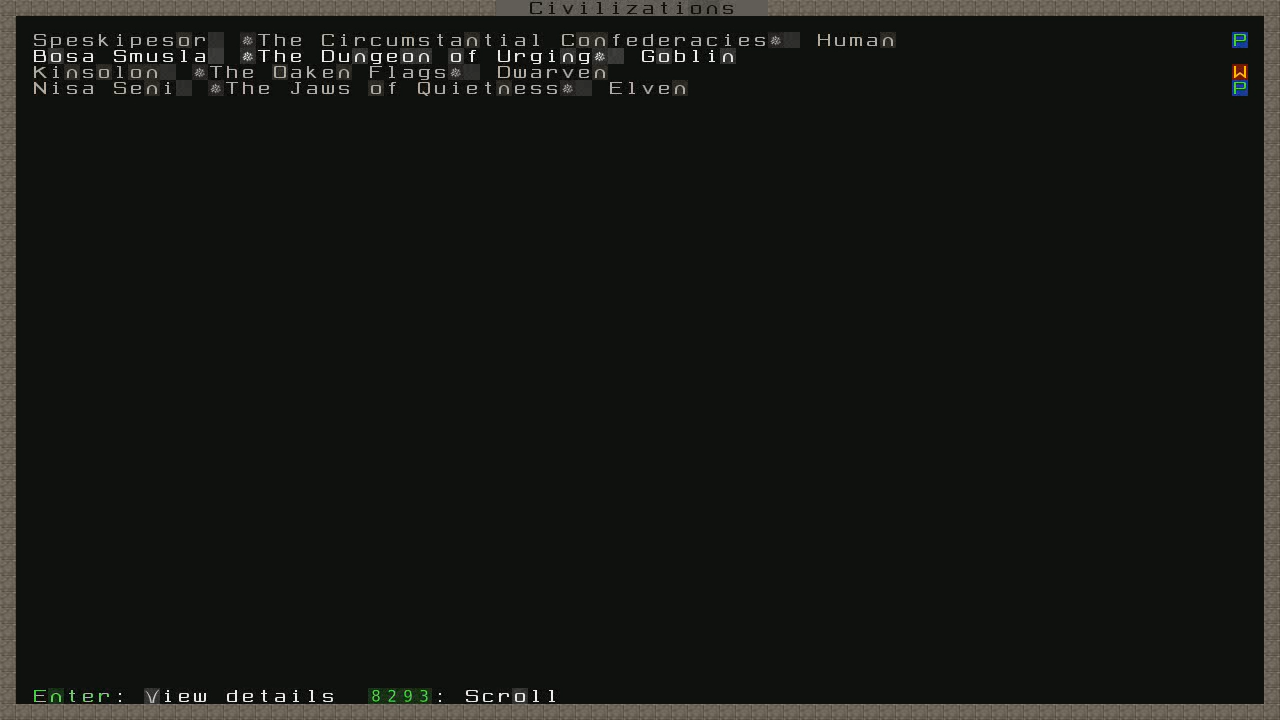 Civilizations
Speskipesor *The Circumstantial Confederacies* Human P
Bosa Smusla *The Dungeon of Urging* Goblin
Kinsolon *The Oaken Flags* Dwarven W
Nisa Seni *The Jaws of Quietness* Elven P
Enter: View details 8293: Scroll